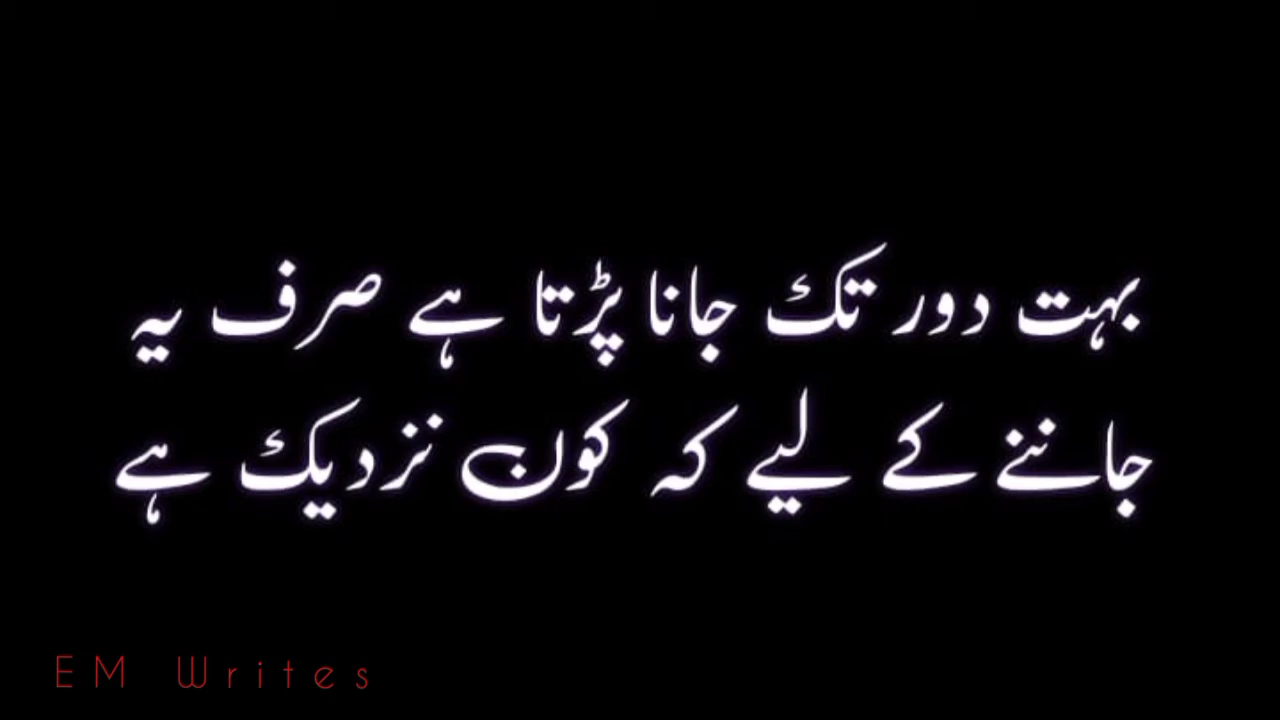 بہت دور تک جانا پڑتا ہے صرف یہ
جاننے کے لیے کہ کون نزدیک ہے
EM Writes